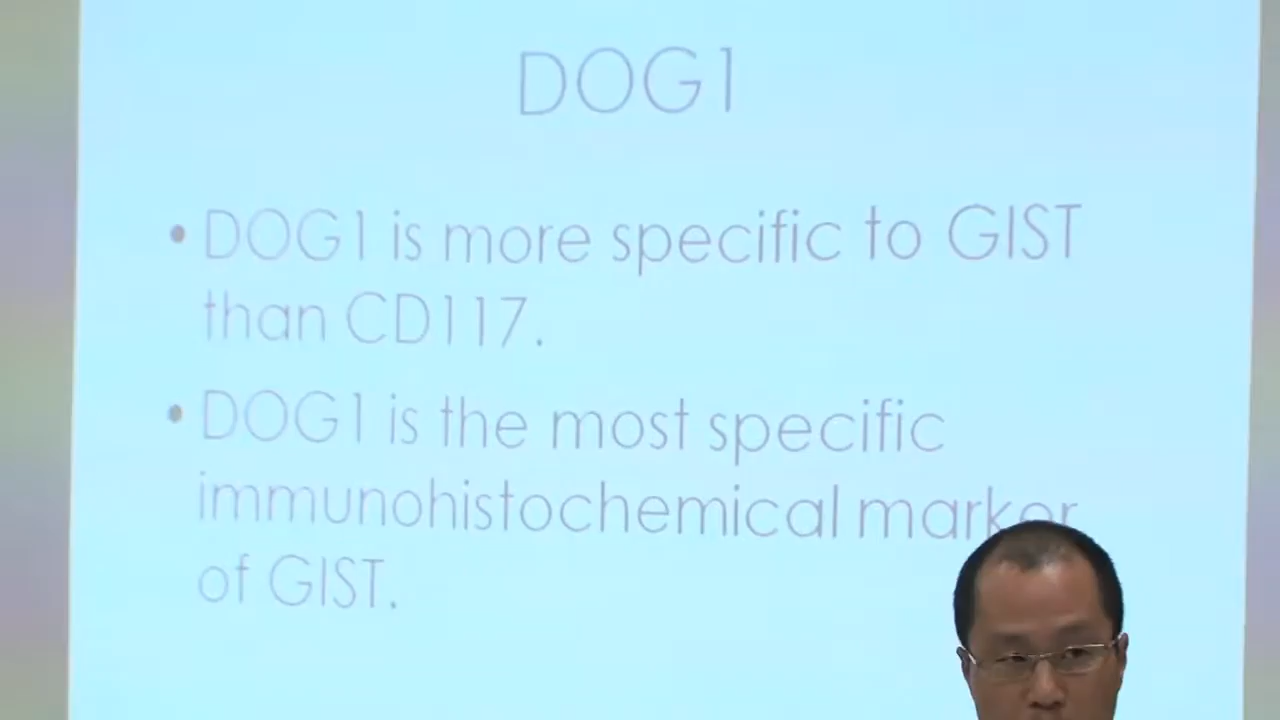 DOG1
• DOG1 is more specific to GIST
than CD117.
• DOG1 is the most specific
immunohistochemical marker
of GIST.